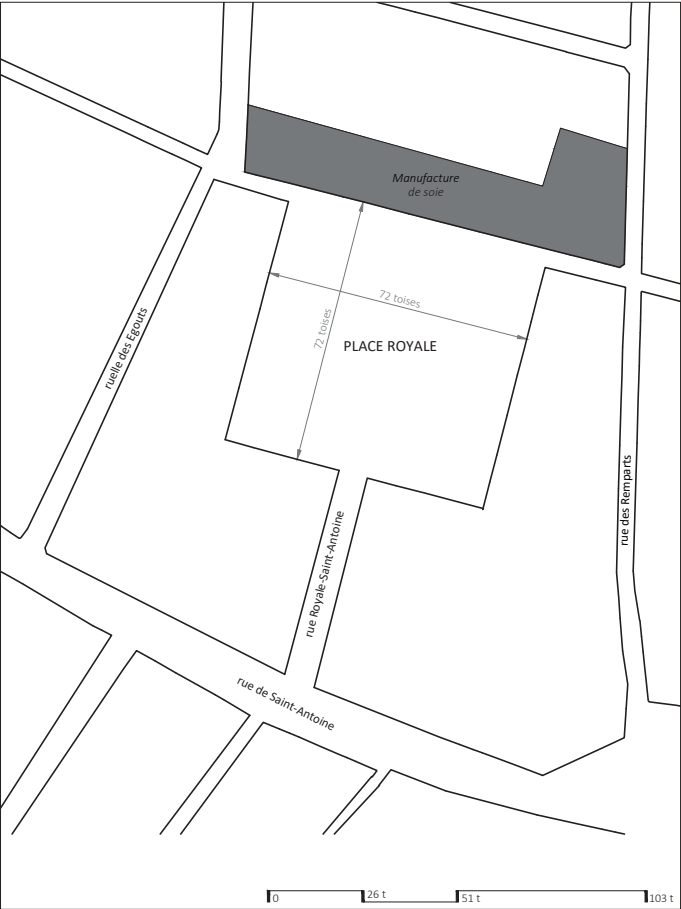 Manufacture
de soie
72 toises
72 toises
PLACE ROYALE
ruelle des Egouts
rue des Remparts
rue Royale-Saint-Antoine
rue de Saint-Antoine
0
26 t
51 t
103 t